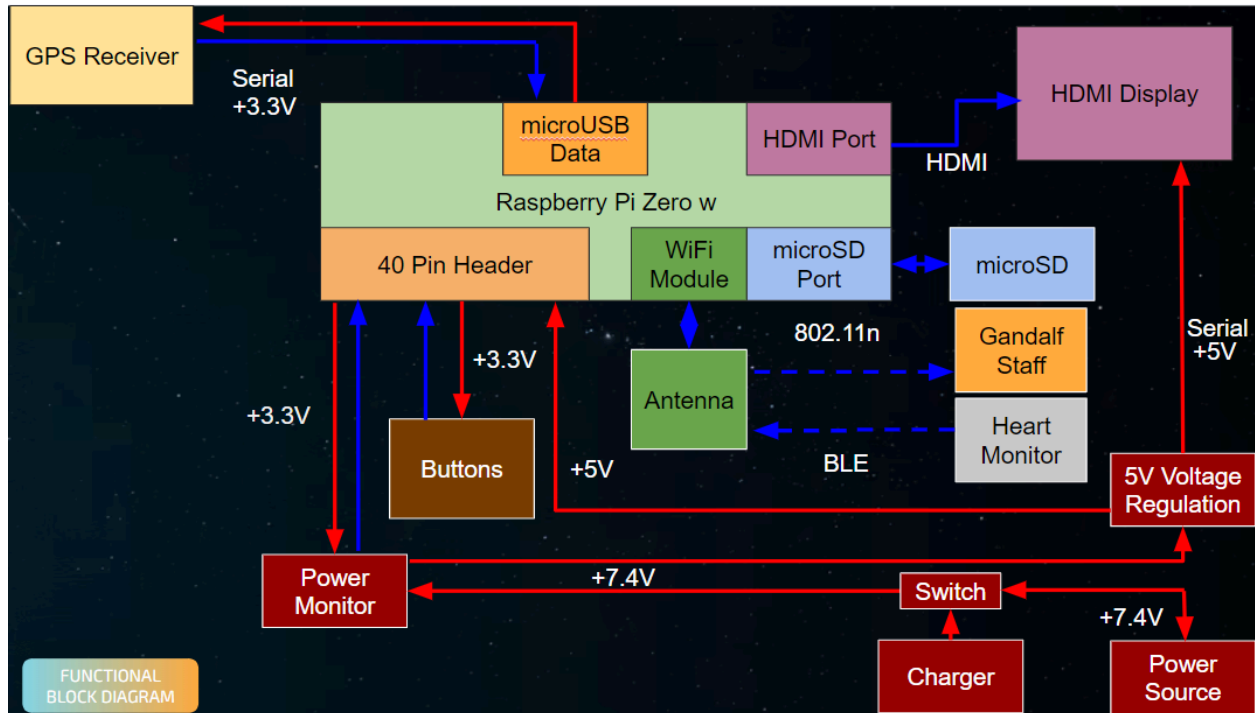 GPS Receiver
Serial
+3.3V
microUSB
Data
HDMI Port
HDMI Display
HDMI
Raspberry Pi Zero w
40 Pin Header
WiFi
Module
microSD
Port
microSD
802.11n
Gandalf
Staff
Serial
+5V
+3.3V
Antenna
+3.3V
Heart
Monitor
Buttons
+5V
BLE
5V Voltage
Regulation
Power
Monitor
+7.4V
Switch
+7.4V
Charger
Power
Source
FUNCTIONAL
BLOCK DIAGRAM